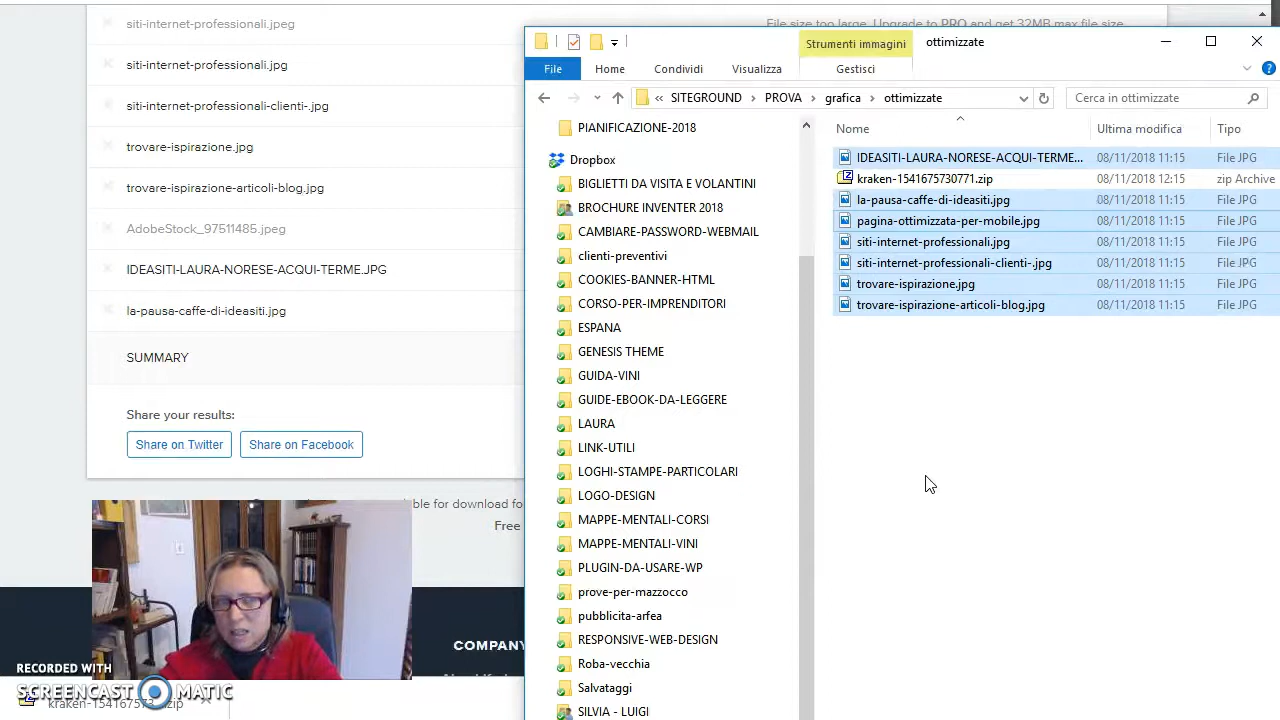 siti-internet-professionali.jpeg
File size too large. Upgrade to PRO and get 32MB max file size.
siti-internet-professionali.jpg
siti-internet-professionali-clienti-.jpg
trovare-ispirazione.jpg
trovare-ispirazione-articoli-blog.jpg
AdobeStock_97511485.jpeg
IDEASITI-LAURA-NORESE-ACQUI-TERME.JPG
la-pausa-caffe-di-ideasiti.jpg
SUMMARY
Share your results:
Share on Twitter Share on Facebook
ible for download fo
Free
COMPANY
RECORDED WITH
SCREENCAST MATIC
Strumenti immagini ottimizzate
File Home Condividi Visualizza Gestisci
« SITEGROUND > PROVA > grafica > ottimizzate
Cerca in ottimizzate
PIANIFICAZIONE-2018
Dropbox
BIGLIETTI DA VISITA E VOLANTINI
BROCHURE INVENTER 2018
CAMBIARE-PASSWORD-WEBMAIL
clienti-preventivi
COOKIES-BANNER-HTML
CORSO-PER-IMPRENDITORI
ESPANA
GENESIS THEME
GUIDA-VINI
GUIDE-EBOOK-DA-LEGGERE
LAURA
LINK-UTILI
LOGHI-STAMPE-PARTICOLARI
LOGO-DESIGN
MAPPE-MENTALI-CORSI
MAPPE-MENTALI-VINI
PLUGIN-DA-USARE-WP
prove-per-mazzocco
pubblicita-arfea
RESPONSIVE-WEB-DESIGN
Roba-vecchia
Salvataggi
SILVIA - LUIGI
Nome Ultima modifica Tipo
IDEASITI-LAURA-NORESE-ACQUI-TERME... 08/11/2018 11:15 File JPG
kraken-1541675730771.zip 08/11/2018 12:15 zip Archive
la-pausa-caffe-di-ideasiti.jpg 08/11/2018 11:15 File JPG
pagina-ottimizzata-per-mobile.jpg 08/11/2018 11:15 File JPG
siti-internet-professionali.jpg 08/11/2018 11:15 File JPG
siti-internet-professionali-clienti-.jpg 08/11/2018 11:15 File JPG
trovare-ispirazione.jpg 08/11/2018 11:15 File JPG
trovare-ispirazione-articoli-blog.jpg 08/11/2018 11:15 File JPG